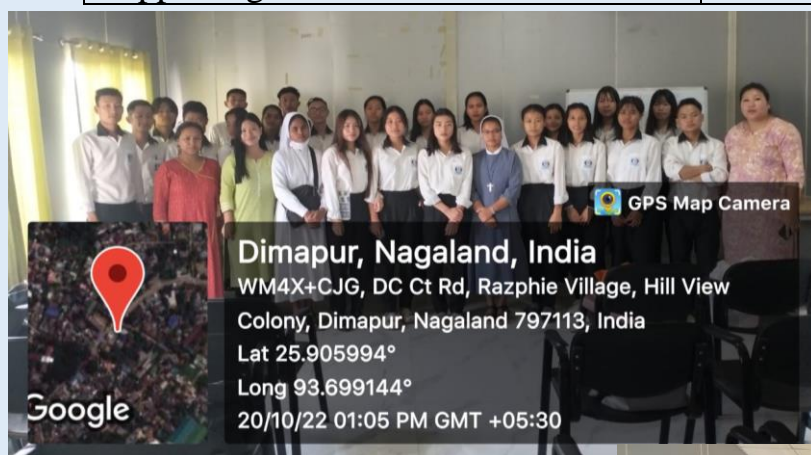 GPS Map Camera
Dimapur, Nagaland, India
WM4X+CJG, DC Ct Rd, Razphie Village, Hill View
Colony, Dimapur, Nagaland 797113, India
Lat 25.905994°
Long 93.699144°
20/10/22 01:05 PM GMT +05:30
Google